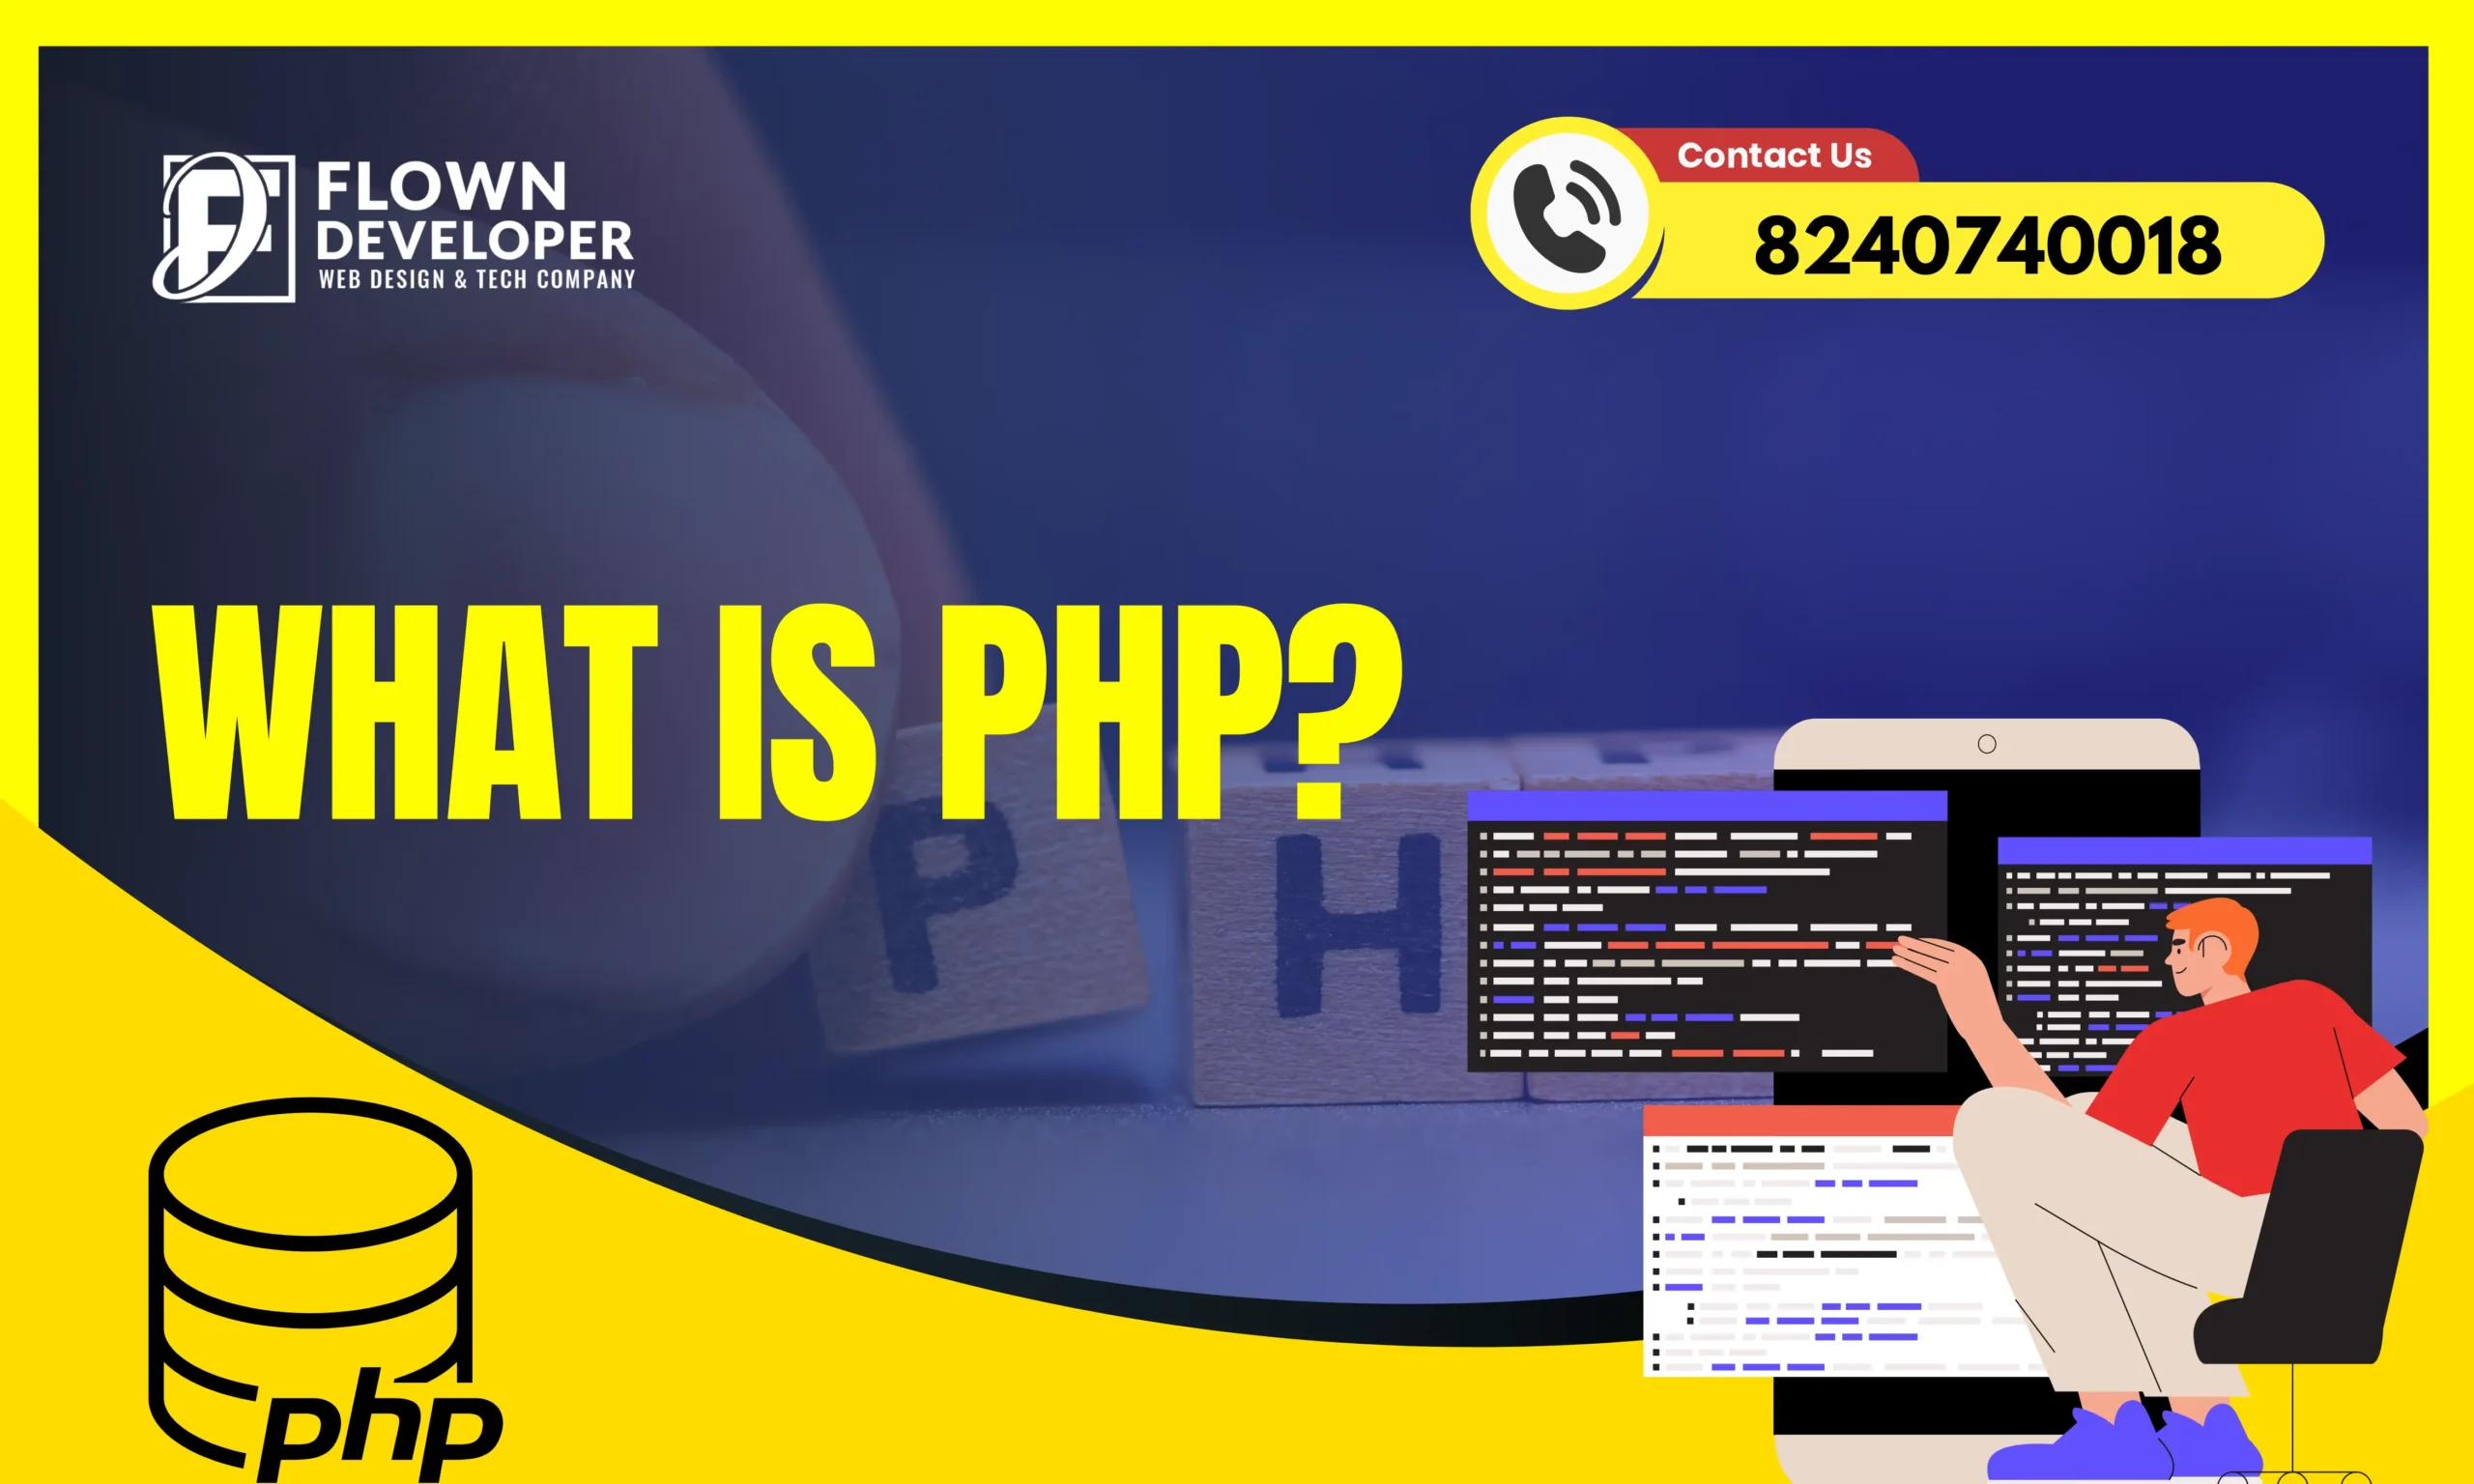 FLOWN
DEVELOPER
WEB DESIGN & TECH COMPANY
Contact Us
8240740018
WHAT IS PHP?
P
H
php